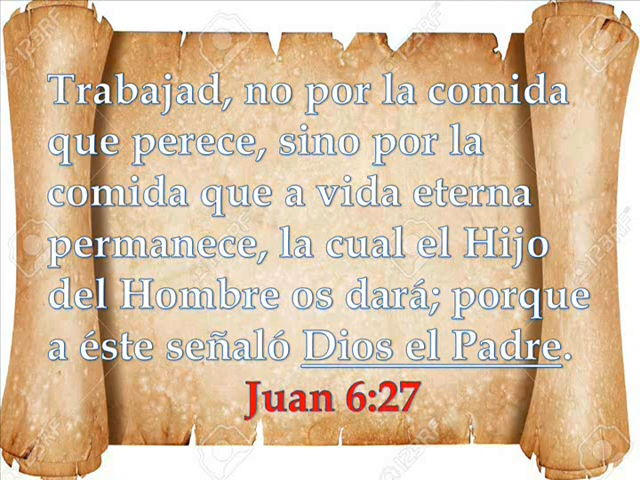 Trabajad, no por la comida
que perece, sino por la
comida que a vida eterna
permanece, la cual el Hijo
del Hombre os dará; porque
a éste señaló Dios el Padre.
Juan 6:27